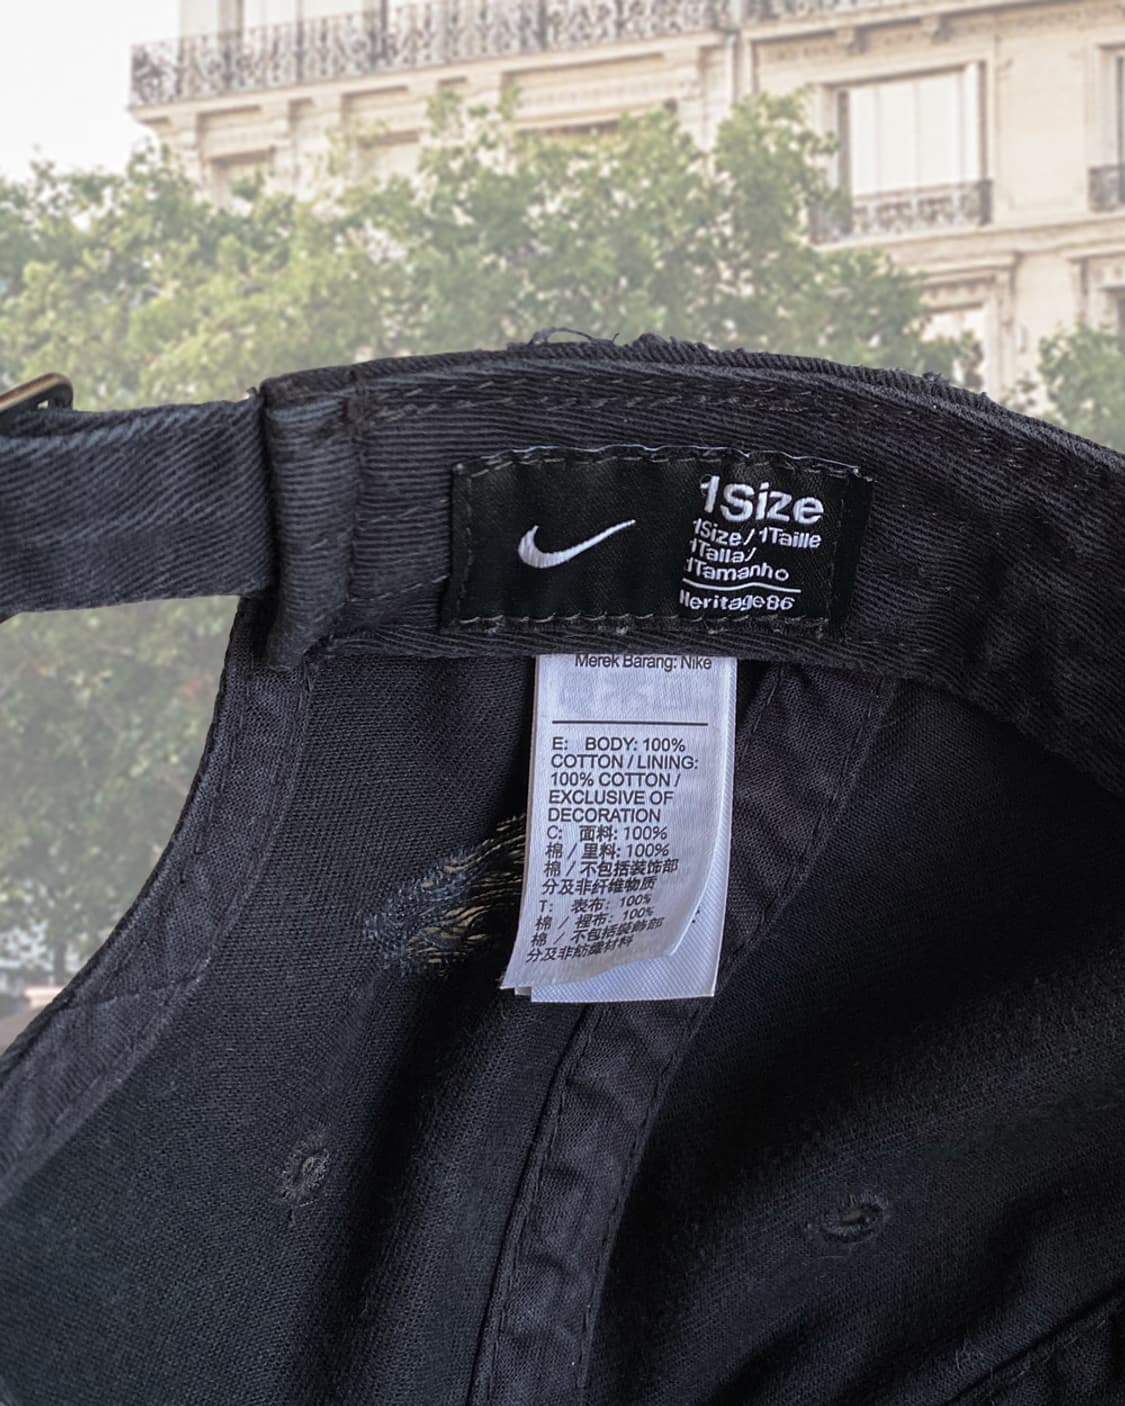 1Size
1Size/1Taille
1Talla/
1Tamanho
Heritage86
Merek Barang: Nike
E: BODY: 100%
COTTON / LINING:
100% COTTON /
EXCLUSIVE OF
DECORATION
C: 面料: 100%
棉 / 里料: 100%
棉 / 不包括装饰部
分及非纤维物质
T: 表布: 100%
棉 / 裡布: 100%
棉 / 不包括裝飾部
分及非紡織材料